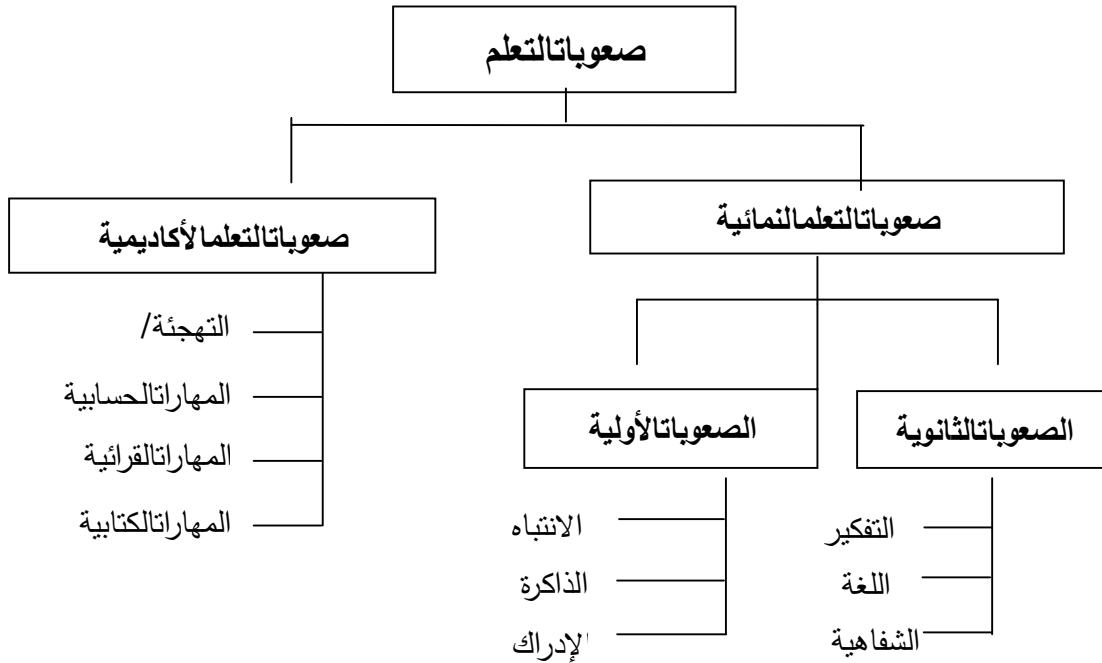 صعوباتالتعلم
صعوباتالتعلمالنمائية
صعوباتالتعلمالأكاديمية
الصعوباتالثانوية
الصعوباتالأولية
التفكير
اللغة
الشفاهية
الانتباه
الذاكرة
الإدراك
التهجئة/
المهاراتالحسابية
المهاراتالقرائية
المهاراتالكتابية